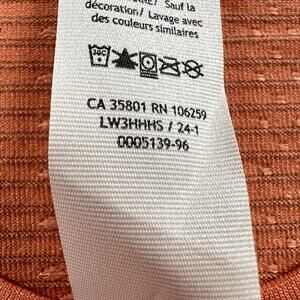 Sauf la
décoration/ Lavage avec
des couleurs similaires
CA 35801 RN 106259
LW3HHHS / 24-1
0005139-96